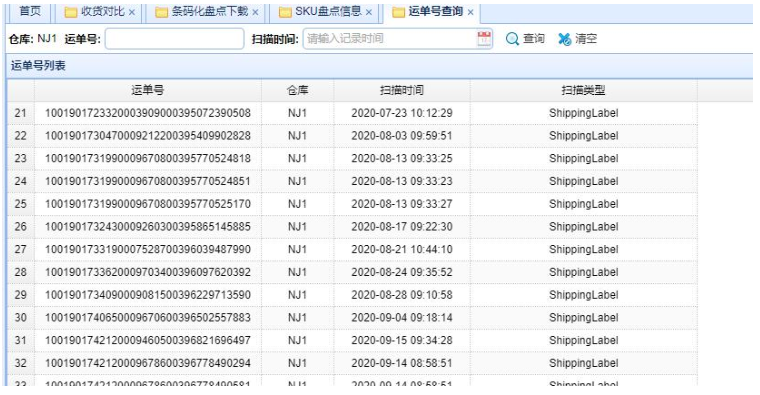 首页 收货对比 × 条码化盘点下载 × SKU盘点信息 × 运单号查询 ×
仓库: NJ1 运单号: 扫描时间: 请输入记录时间 查询 清空
运单号列表
运单号 仓库 扫描时间 扫描类型
21 1001901723320003909000395072390508 NJ1 2020-07-23 10:12:29 ShippingLabel
22 1001901730470009212200395409902828 NJ1 2020-08-03 09:59:51 ShippingLabel
23 1001901731990009670800395770524818 NJ1 2020-08-13 09:33:25 ShippingLabel
24 1001901731990009670800395770524851 NJ1 2020-08-13 09:33:23 ShippingLabel
25 1001901731990009670800395770525170 NJ1 2020-08-13 09:33:27 ShippingLabel
26 1001901732430009260300395865145885 NJ1 2020-08-17 09:22:30 ShippingLabel
27 1001901733190007528700396039487990 NJ1 2020-08-21 10:44:10 ShippingLabel
28 1001901733620009703400396097620392 NJ1 2020-08-24 09:35:52 ShippingLabel
29 1001901734090009081500396229713590 NJ1 2020-08-28 09:10:58 ShippingLabel
30 1001901740650009670600396502557883 NJ1 2020-09-04 09:18:14 ShippingLabel
31 1001901742120009460500396821696497 NJ1 2020-09-15 09:34:28 ShippingLabel
32 1001901742120009678600396778490294 NJ1 2020-09-14 08:58:51 ShippingLabel
33 1001901742120009678600396778490581 NJ1 2020-09-14 08:58:51 ShippingLabel